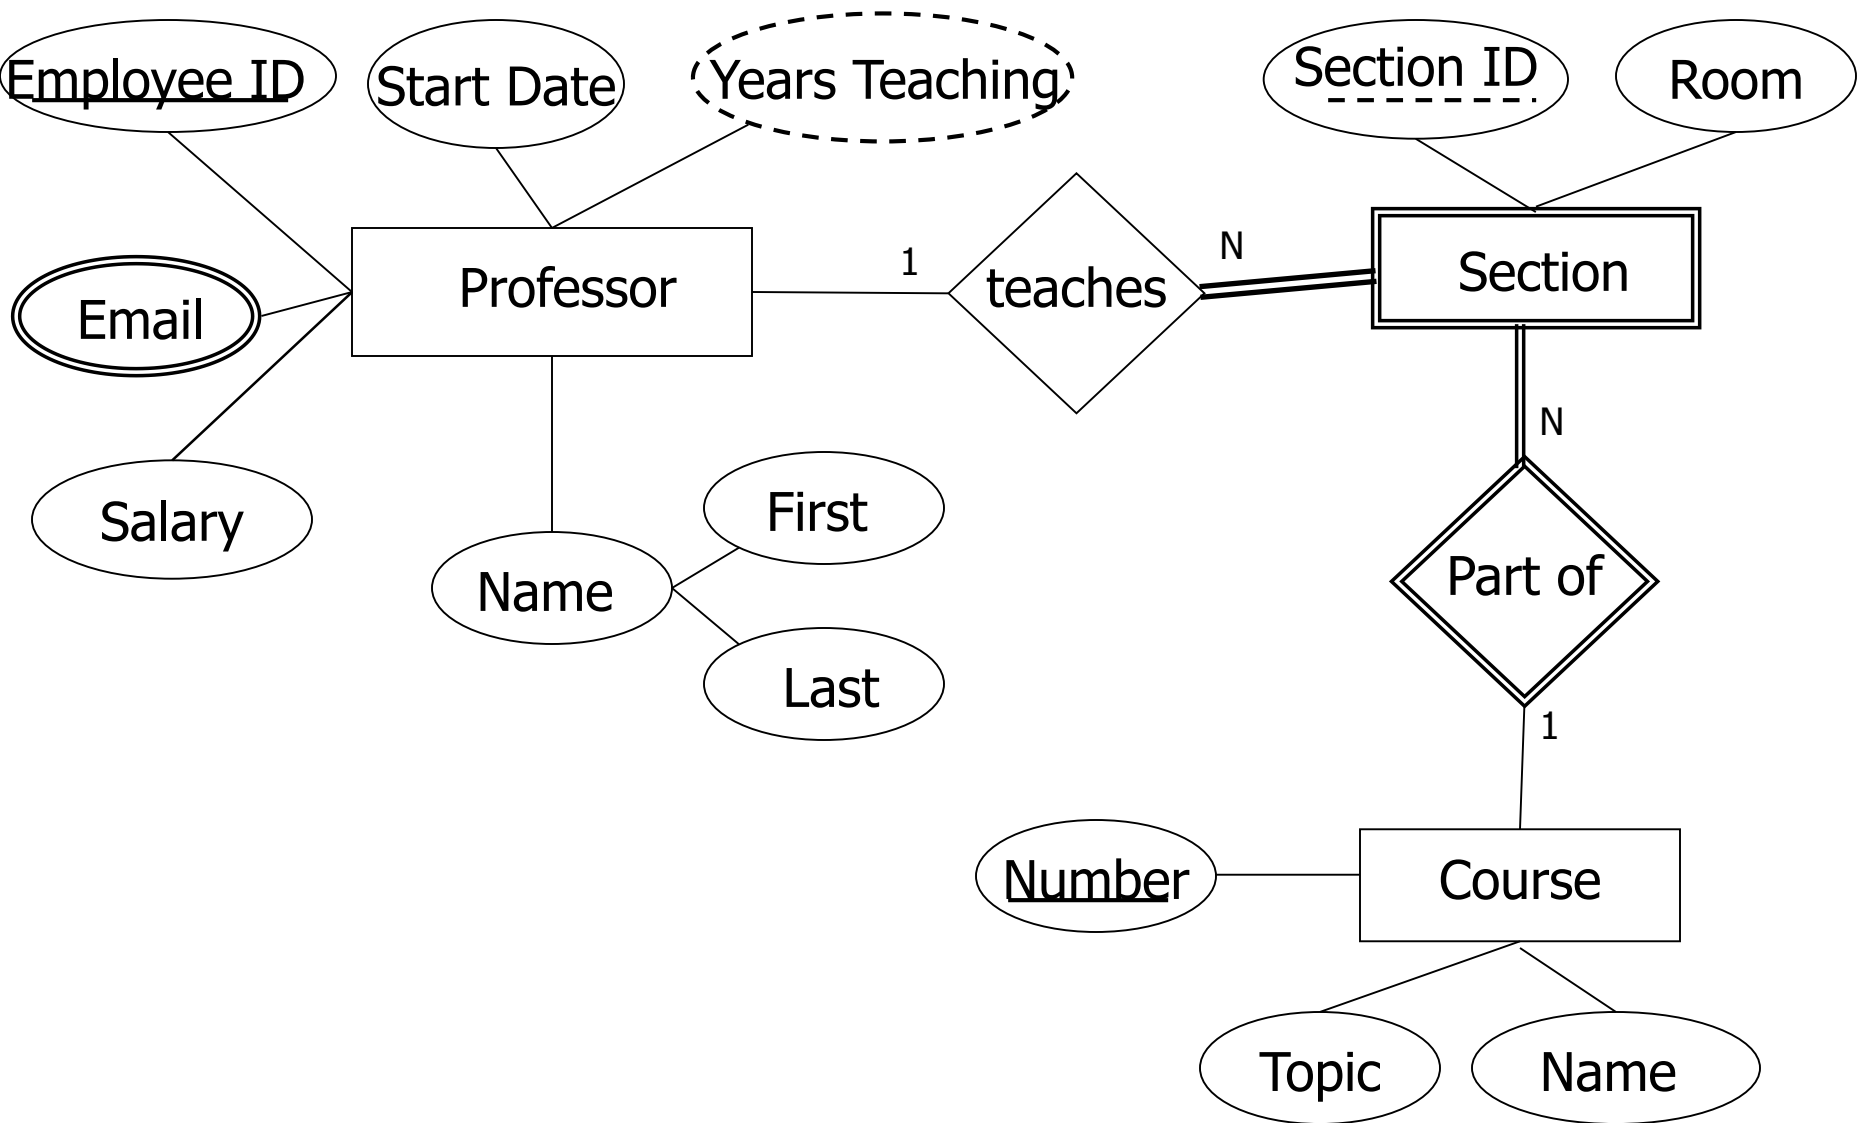 Employee ID
Start Date
Years Teaching
Section ID
Room
Professor
1
teaches
N
Section
Email
N
Salary
First
Name
Part of
Last
1
Number
Course
Topic
Name